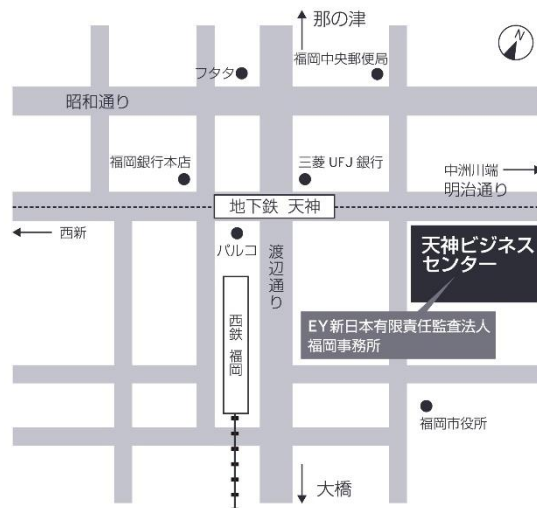 那の津
N
フタタ
福岡中央郵便局
昭和通り
福岡銀行本店
三菱UFJ 銀行
中洲川端
明治通り
地下鉄 天神
西新
パルコ
渡辺通り
天神ビジネス
センター
西鉄 福岡
EY新日本有限責任監査法人
福岡事務所
福岡市役所
大橋